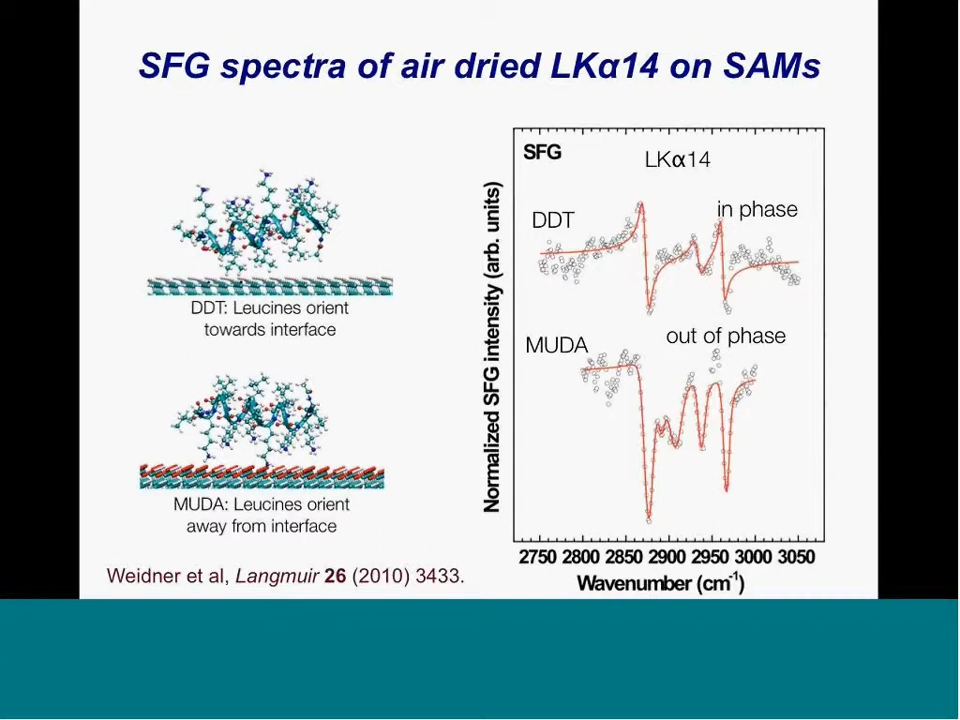 SFG spectra of air dried LKα14 on SAMs
DDT: Leucines orient
towards interface
MUDA: Leucines orient
away from interface
Weidner et al, Langmuir 26 (2010) 3433.
SFG
LKα14
DDT
in phase
MUDA
out of phase
Normalized SFG intensity (arb. units)
2750 2800 2850 2900 2950 3000 3050
Wavenumber (cm-1)